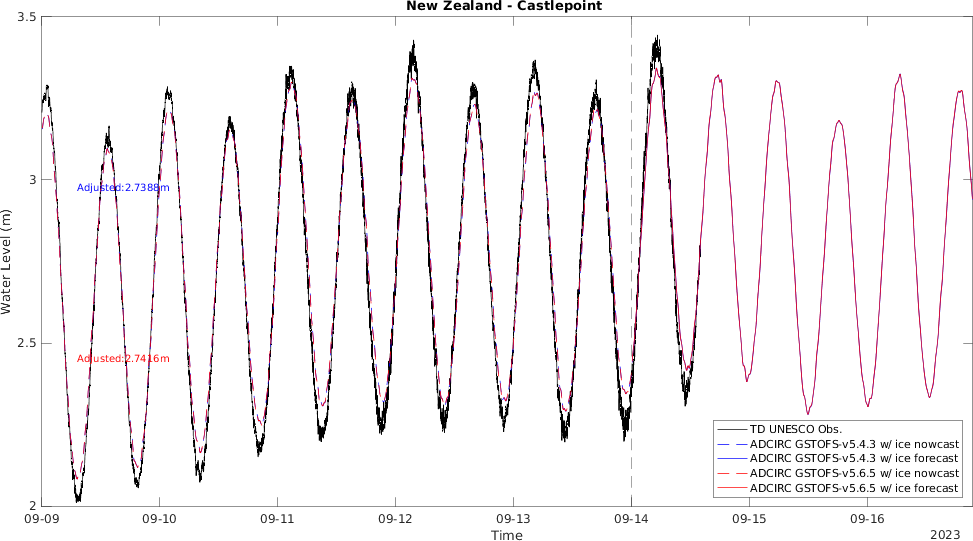 New Zealand - Castlepoint
3.5
3
2.5
2
Water Level (m)
Adjusted:2.7388m
Adjusted:2.7416m
TD UNESCO Obs.
ADCIRC GSTOFS-v5.4.3 w/ ice nowcast
ADCIRC GSTOFS-v5.4.3 w/ ice forecast
ADCIRC GSTOFS-v5.6.5 w/ ice nowcast
ADCIRC GSTOFS-v5.6.5 w/ ice forecast
09-09 09-10 09-11 09-12 09-13 09-14 09-15 09-16
Time
2023